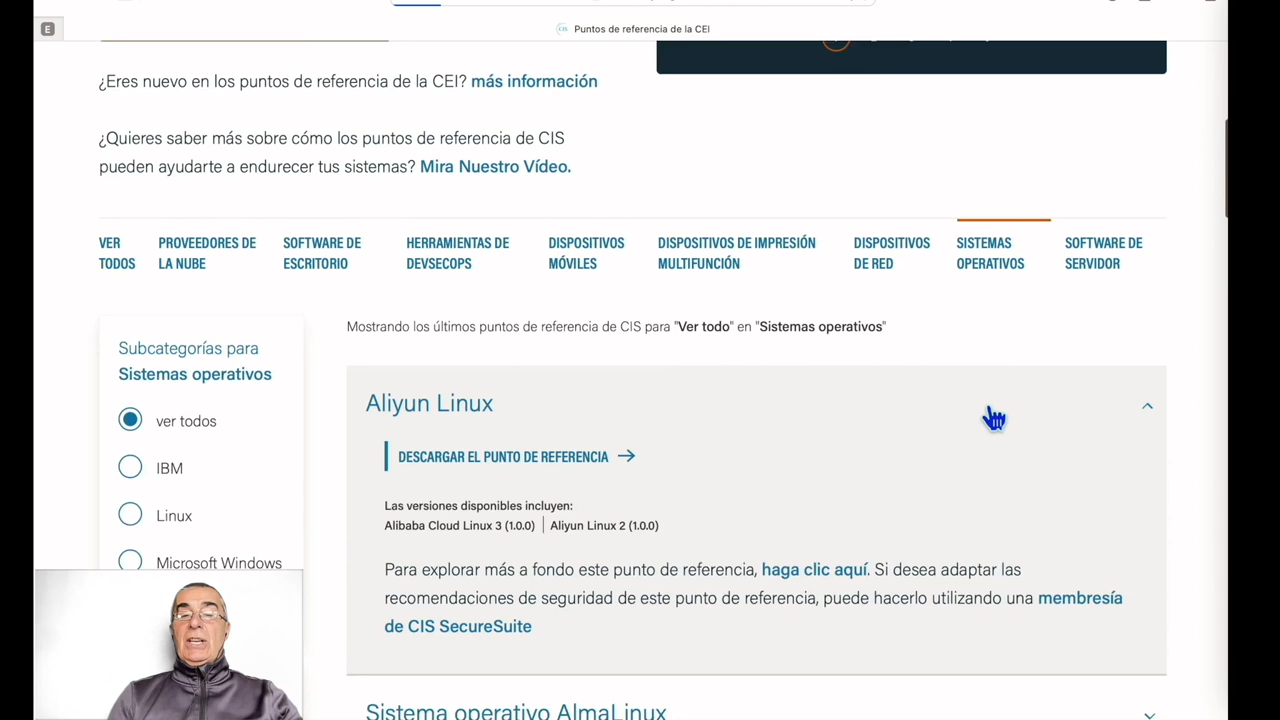 E
CIS Puntos de referencia de la CEI
¿Eres nuevo en los puntos de referencia de la CEI? más información
¿Quieres saber más sobre cómo los puntos de referencia de CIS
pueden ayudarte a endurecer tus sistemas? Mira Nuestro Vídeo.
VER
TODOS
PROVEEDORES DE
LA NUBE
SOFTWARE DE
ESCRITORIO
HERRAMIENTAS DE
DEVSECOPS
DISPOSITIVOS
MÓVILES
DISPOSITIVOS DE IMPRESIÓN
MULTIFUNCIÓN
DISPOSITIVOS
DE RED
SISTEMAS
OPERATIVOS
SOFTWARE DE
SERVIDOR
Mostrando los últimos puntos de referencia de CIS para "Ver todo" en "Sistemas operativos"
Subcategorías para
Sistemas operativos
ver todos
IBM
Linux
Microsoft Windows
Aliyun Linux
DESCARGAR EL PUNTO DE REFERENCIA
Las versiones disponibles incluyen:
Alibaba Cloud Linux 3 (1.0.0) | Aliyun Linux 2 (1.0.0)
Para explorar más a fondo este punto de referencia, haga clic aquí. Si desea adaptar las
recomendaciones de seguridad de este punto de referencia, puede hacerlo utilizando una membresía
de CIS SecureSuite
Sistema operativo AlmaLinux